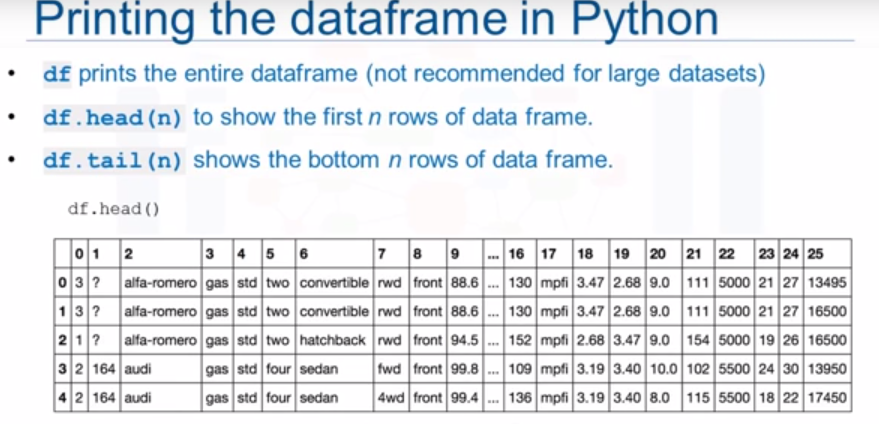 Printing the dataframe in Python
• df prints the entire dataframe (not recommended for large datasets)
• df.head(n) to show the first n rows of data frame.
• df.tail(n) shows the bottom n rows of data frame.
df.head()
0 1 2 3 4 5 6 7 8 9 ... 16 17 18 19 20 21 22 23 24 25
0 3 ? alfa-romero gas std two convertible rwd front 88.6 ... 130 mpfi 3.47 2.68 9.0 111 5000 21 27 13495
1 3 ? alfa-romero gas std two convertible rwd front 88.6 ... 130 mpfi 3.47 2.68 9.0 111 5000 21 27 16500
2 1 ? alfa-romero gas std two hatchback rwd front 94.5 ... 152 mpfi 2.68 3.47 9.0 154 5000 19 26 16500
3 2 164 audi gas std four sedan fwd front 99.8 ... 109 mpfi 3.19 3.40 10.0 102 5500 24 30 13950
4 2 164 audi gas std four sedan 4wd front 99.4 ... 136 mpfi 3.19 3.40 8.0 115 5500 18 22 17450